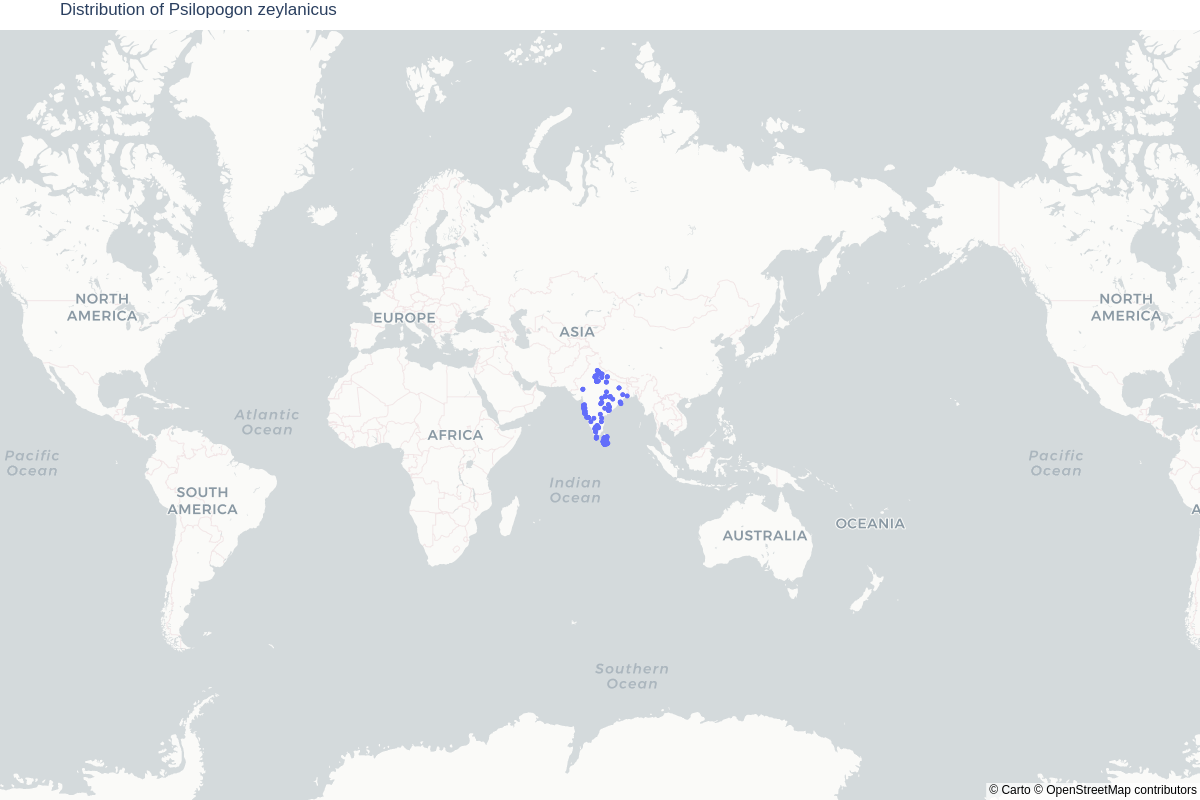 Distribution of Psilopogon zeylanicus
NORTH
AMERICA
NORTH
AMERICA
EUROPE
ASIA
Atlantic
Ocean
AFRICA
Pacific
Ocean
Pacific
Ocean
Indian
Ocean
SOUTH
AMERICA
A
OCEANIA
AUSTRALIA
Southern
Ocean
© Carto © OpenStreetMap contributors